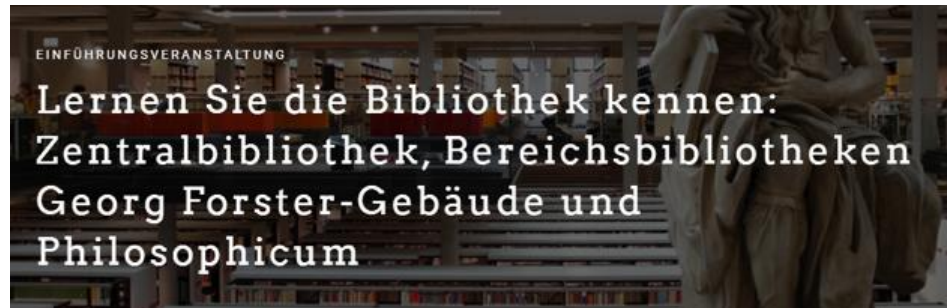 EINFÜHRUNGSVERANSTALTUNG
Lernen Sie die Bibliothek kennen:
Zentralbibliothek, Bereichsbibliotheken
Georg Forster-Gebäude und
Philosophicum